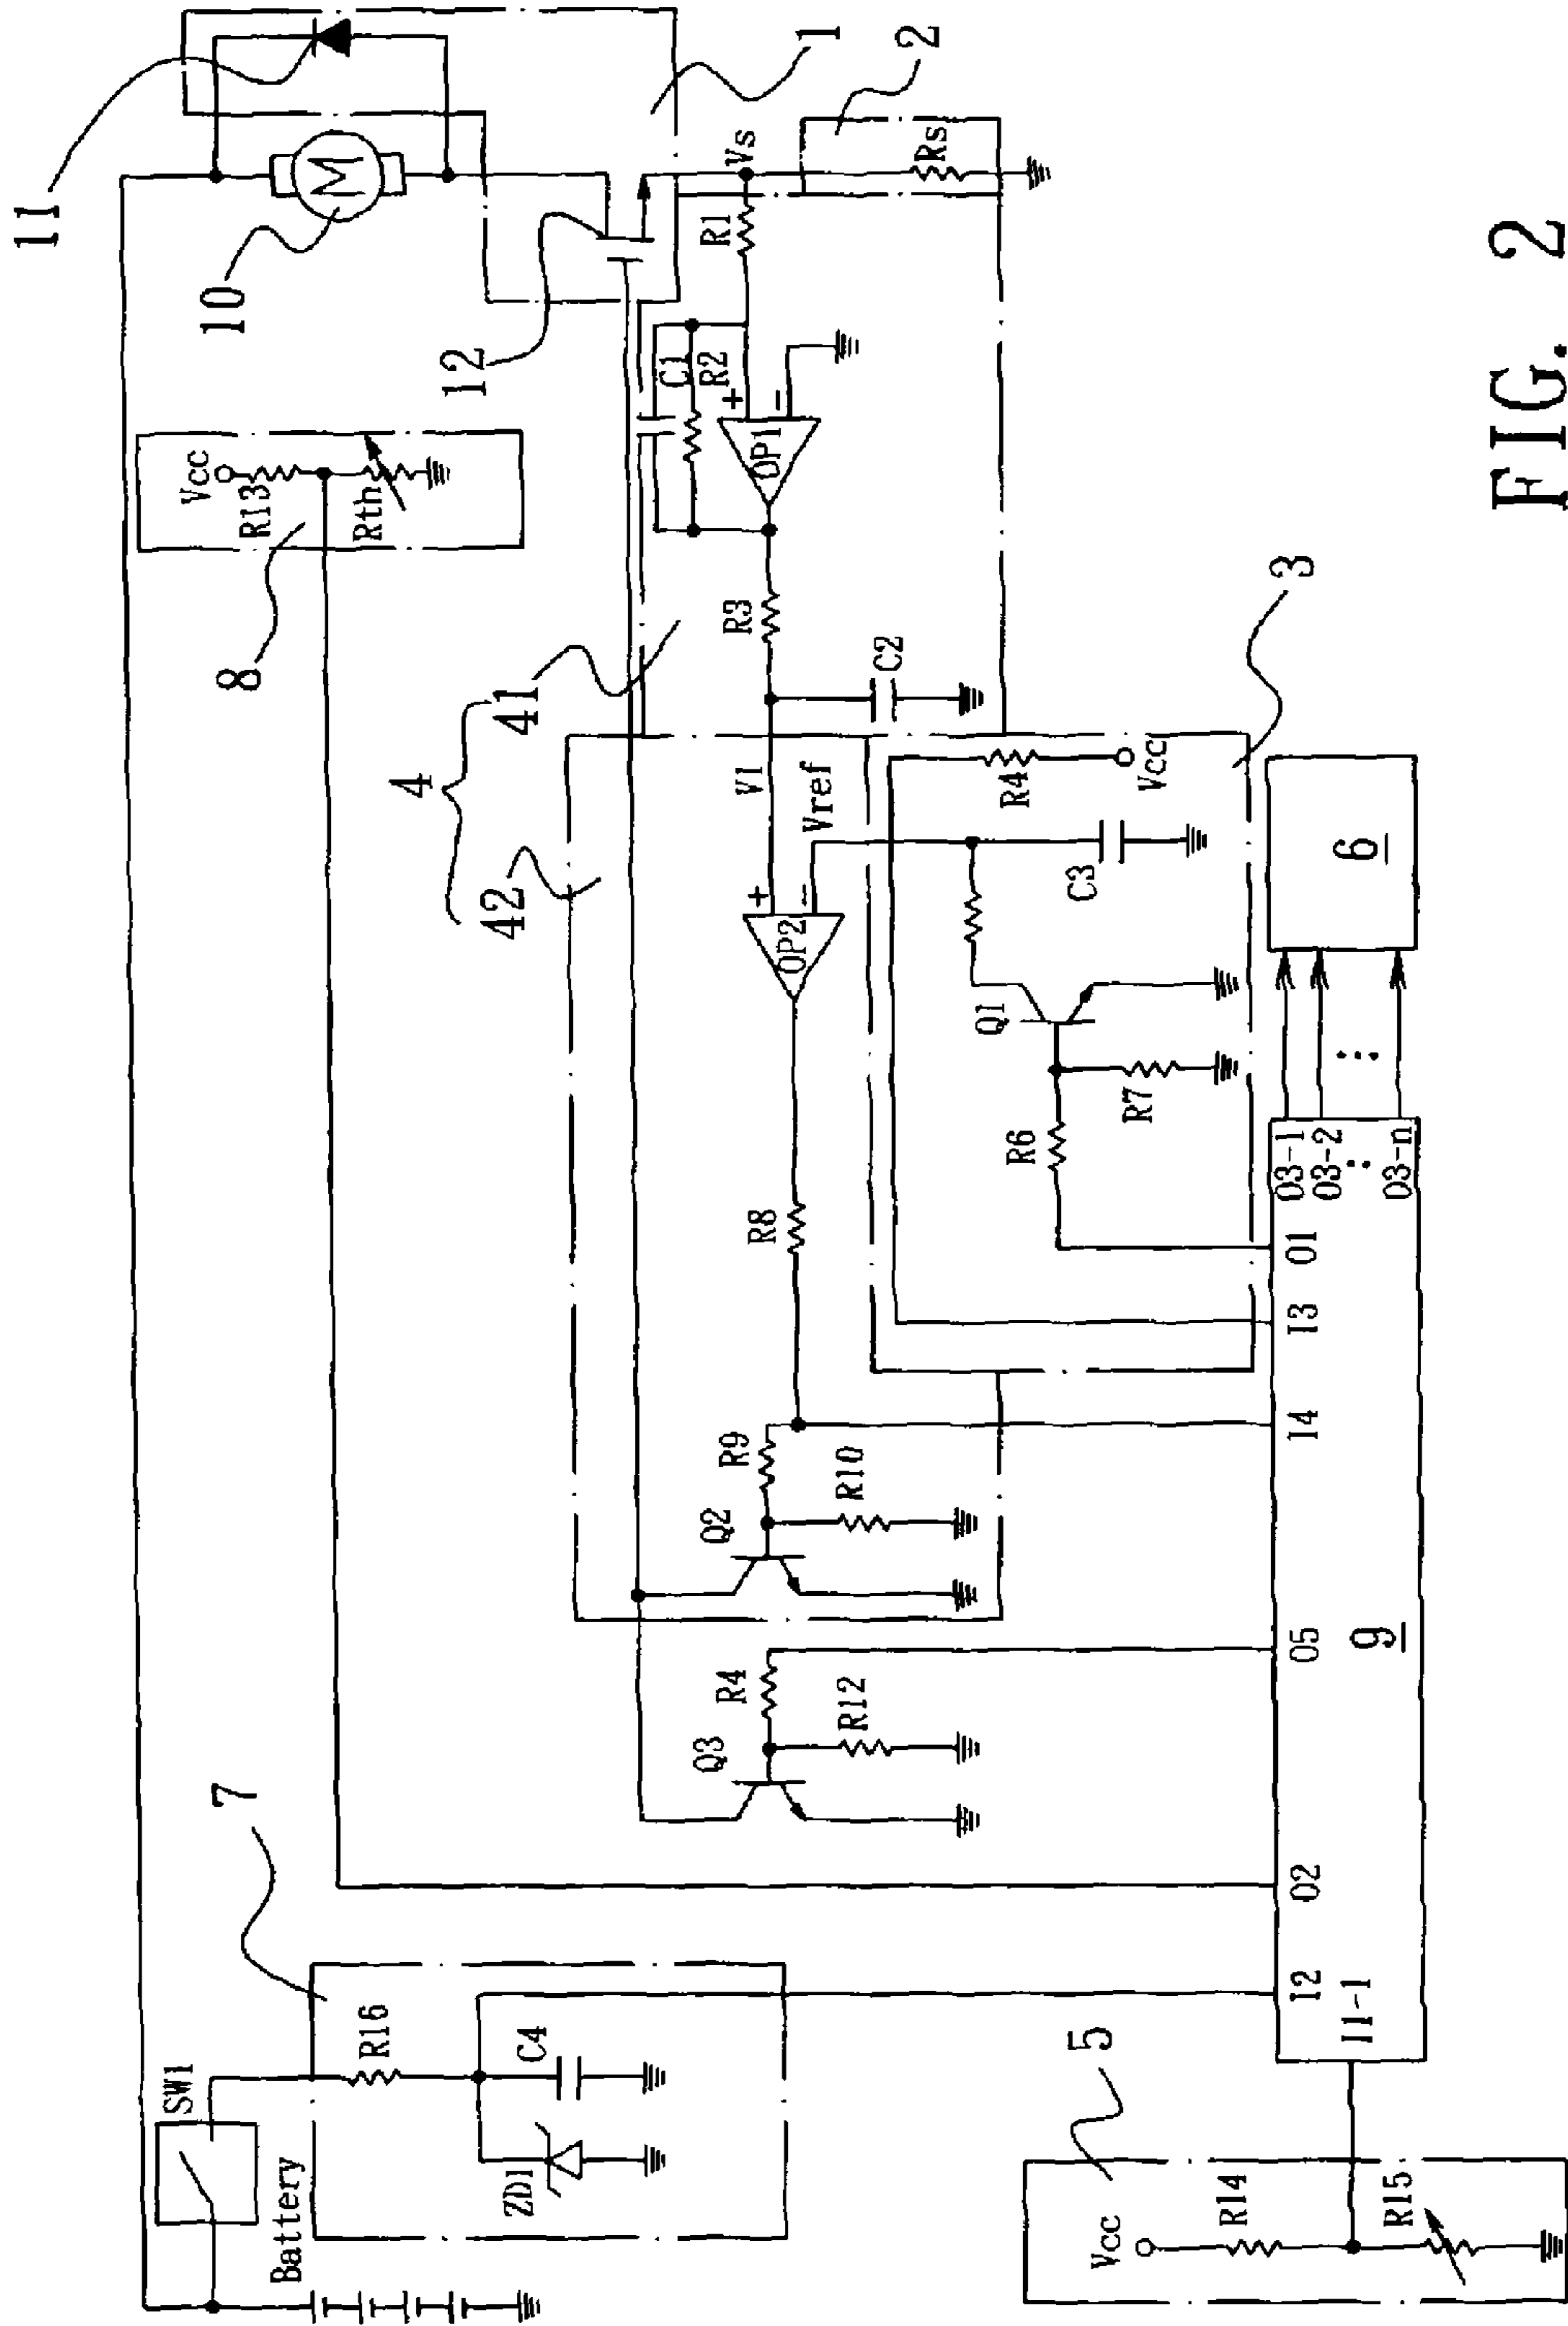 11
10
12
1
2
Vs
Rs
R1
C1
R2
+
−
OP1
8
Vcc
R13
Rth
R3
C2
4
41
42
V1
Vref
+
−
OP2
3
R4
Vcc
C3
Q1
R6
R7
R8
R9
R10
Q2
Q3
R4
R12
7
SW1
Battery
R16
C4
ZD1
5
Vcc
R14
R15
I1-1
I2
O2
O5
I4
I3
O1
O3-1
O3-2
⋮
O3-n
⋮
9
6
M
FIG. 2